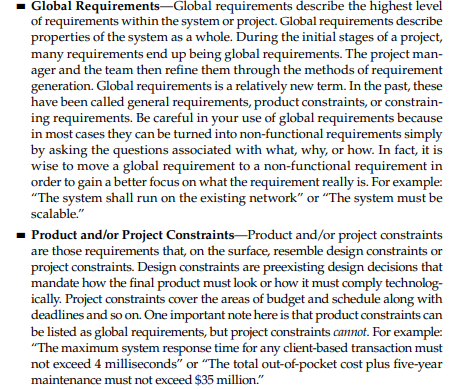 ▬ Global Requirements—Global requirements describe the highest level
of requirements within the system or project. Global requirements describe
properties of the system as a whole. During the initial stages of a project,
many requirements end up being global requirements. The project man-
ager and the team then refine them through the methods of requirement
generation. Global requirements is a relatively new term. In the past, these
have been called general requirements, product constraints, or constrain-
ing requirements. Be careful in your use of global requirements because
in most cases they can be turned into non-functional requirements simply
by asking the questions associated with what, why, or how. In fact, it is
wise to move a global requirement to a non-functional requirement in
order to gain a better focus on what the requirement really is. For example:
“The system shall run on the existing network” or “The system must be
scalable.”
▬ Product and/or Project Constraints—Product and/or project constraints
are those requirements that, on the surface, resemble design constraints or
project constraints. Design constraints are preexisting design decisions that
mandate how the final product must look or how it must comply technolog-
ically. Project constraints cover the areas of budget and schedule along with
deadlines and so on. One important note here is that product constraints can
be listed as global requirements, but project constraints cannot. For example:
“The maximum system response time for any client-based transaction must
not exceed 4 milliseconds” or “The total out-of-pocket cost plus five-year
maintenance must not exceed $35 million.”